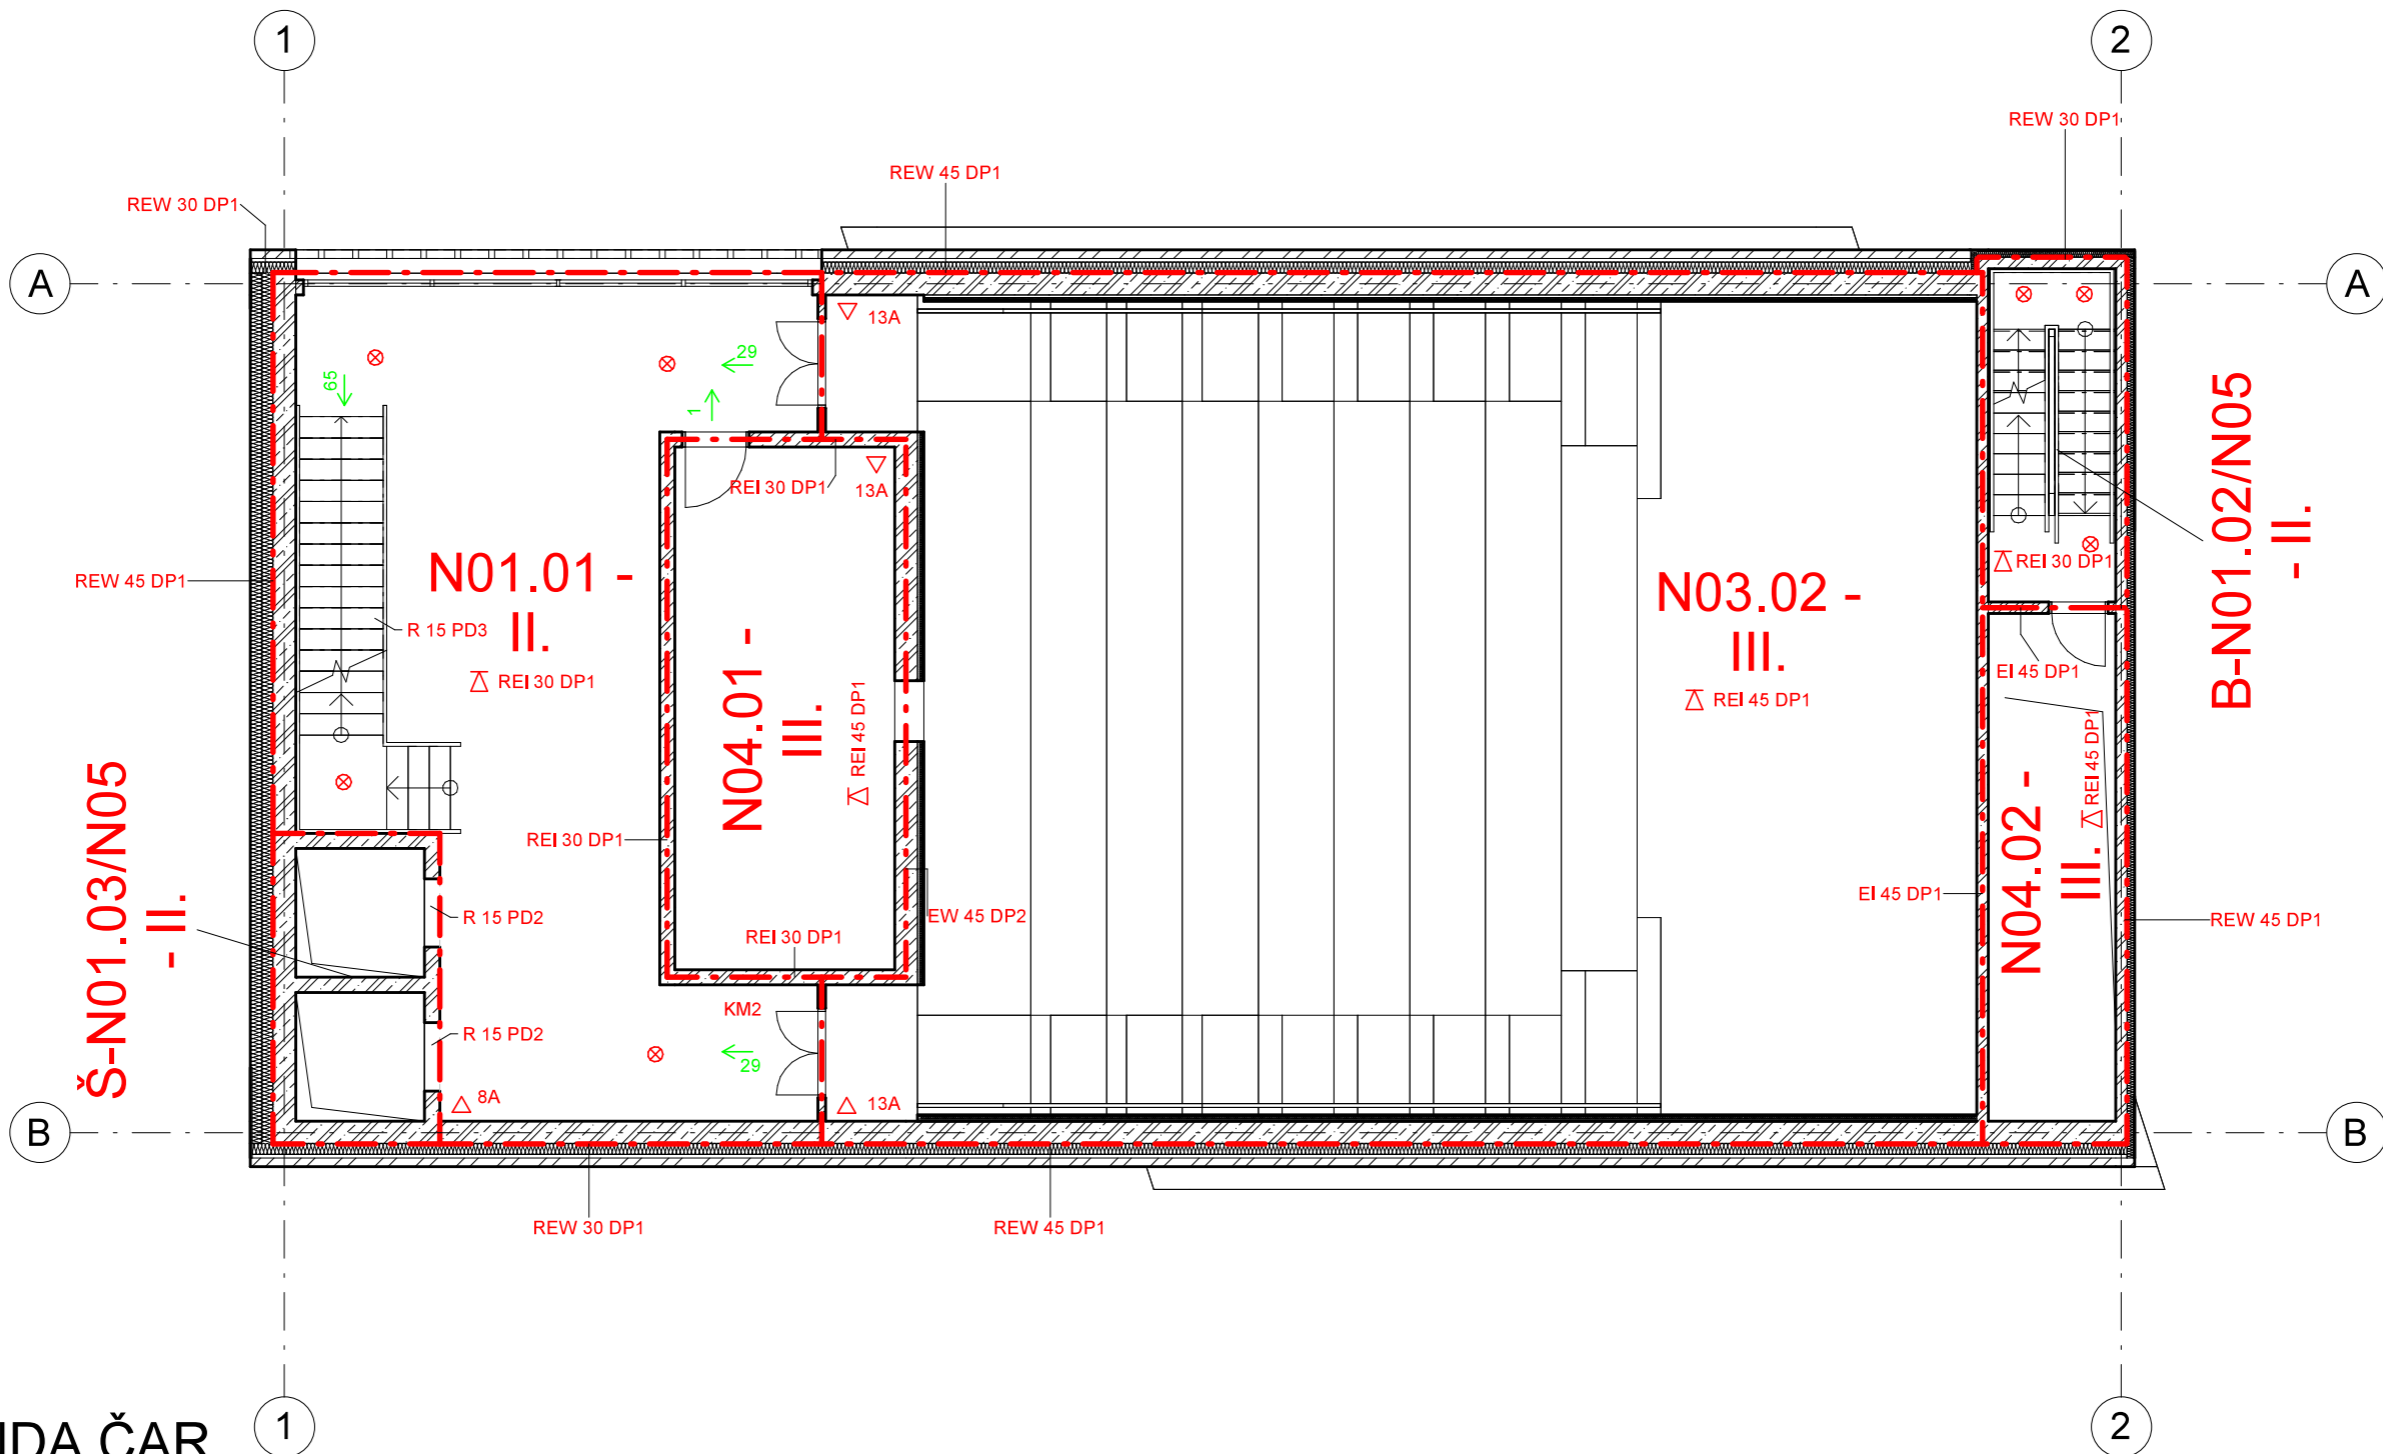 1
2
REW 30 DP1
REW 45 DP1
REW 30 DP1
A
A
13A
29
65
1
REI 30 DP1
13A
REI 30 DP1
B-N01.02/N05
- II.
N01.01 -
II.
REI 30 DP1
R 15 PD3
REW 45 DP1
N04.01 -
III.
REI 45 DP1
N03.02 -
III.
REI 45 DP1
EI 45 DP1
N04.02 -
III.
REI 45 DP1
Š-N01.03/N05
- II.
REI 30 DP1
R 15 PD2
EW 45 DP2
EI 45 DP1
REW 45 DP1
REI 30 DP1
KM2
R 15 PD2
29
8A
13A
B
B
REW 30 DP1
REW 45 DP1
1
2
ČAR